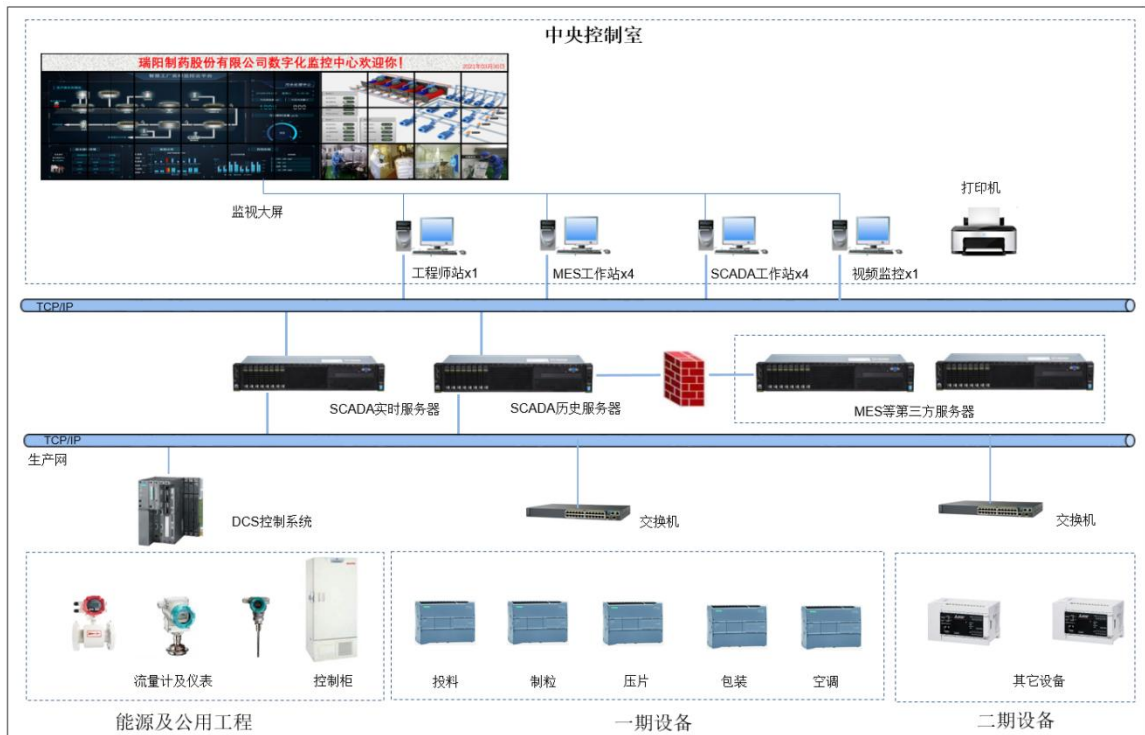 中央控制室
瑞阳制药股份有限公司数字化监控中心欢迎你！
监视大屏
打印机
工程师站x1
MES工作站x4
SCADA工作站x4
视频监控x1
TCP/IP
SCADA实时服务器
SCADA历史服务器
MES等第三方服务器
TCP/IP
生产网
DCS控制系统
交换机
交换机
流量计及仪表
控制柜
投料
制粒
压片
包装
空调
其它设备
能源及公用工程
一期设备
二期设备